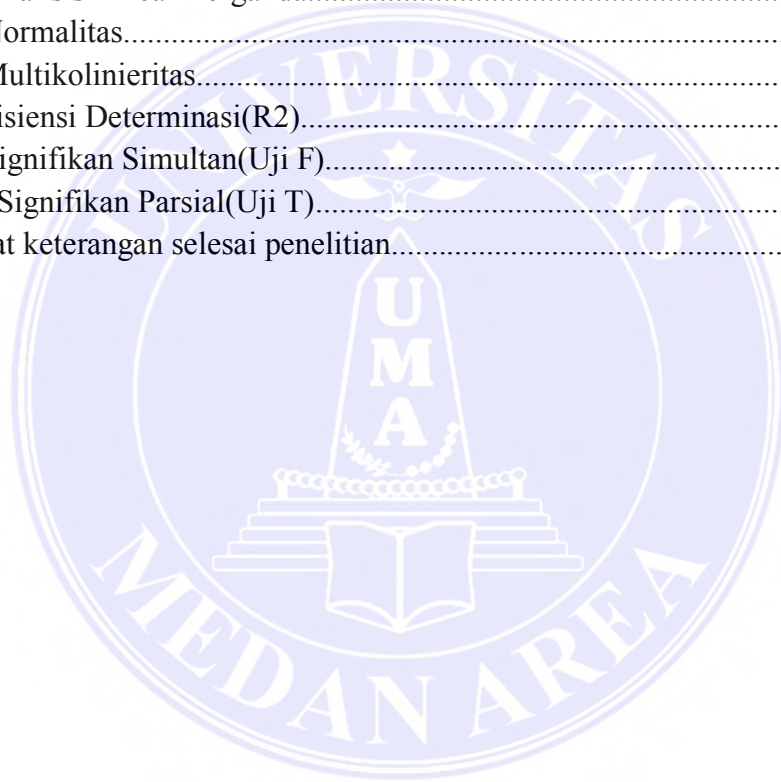 Normalitas
Multikolinieritas
isiensi Determinasi(R2)
ignifikan Simultan(Uji F)
Signifikan Parsial(Uji T)
at keterangan selesai penelitian
UNIVERSITAS
UMA
MEDAN AREA